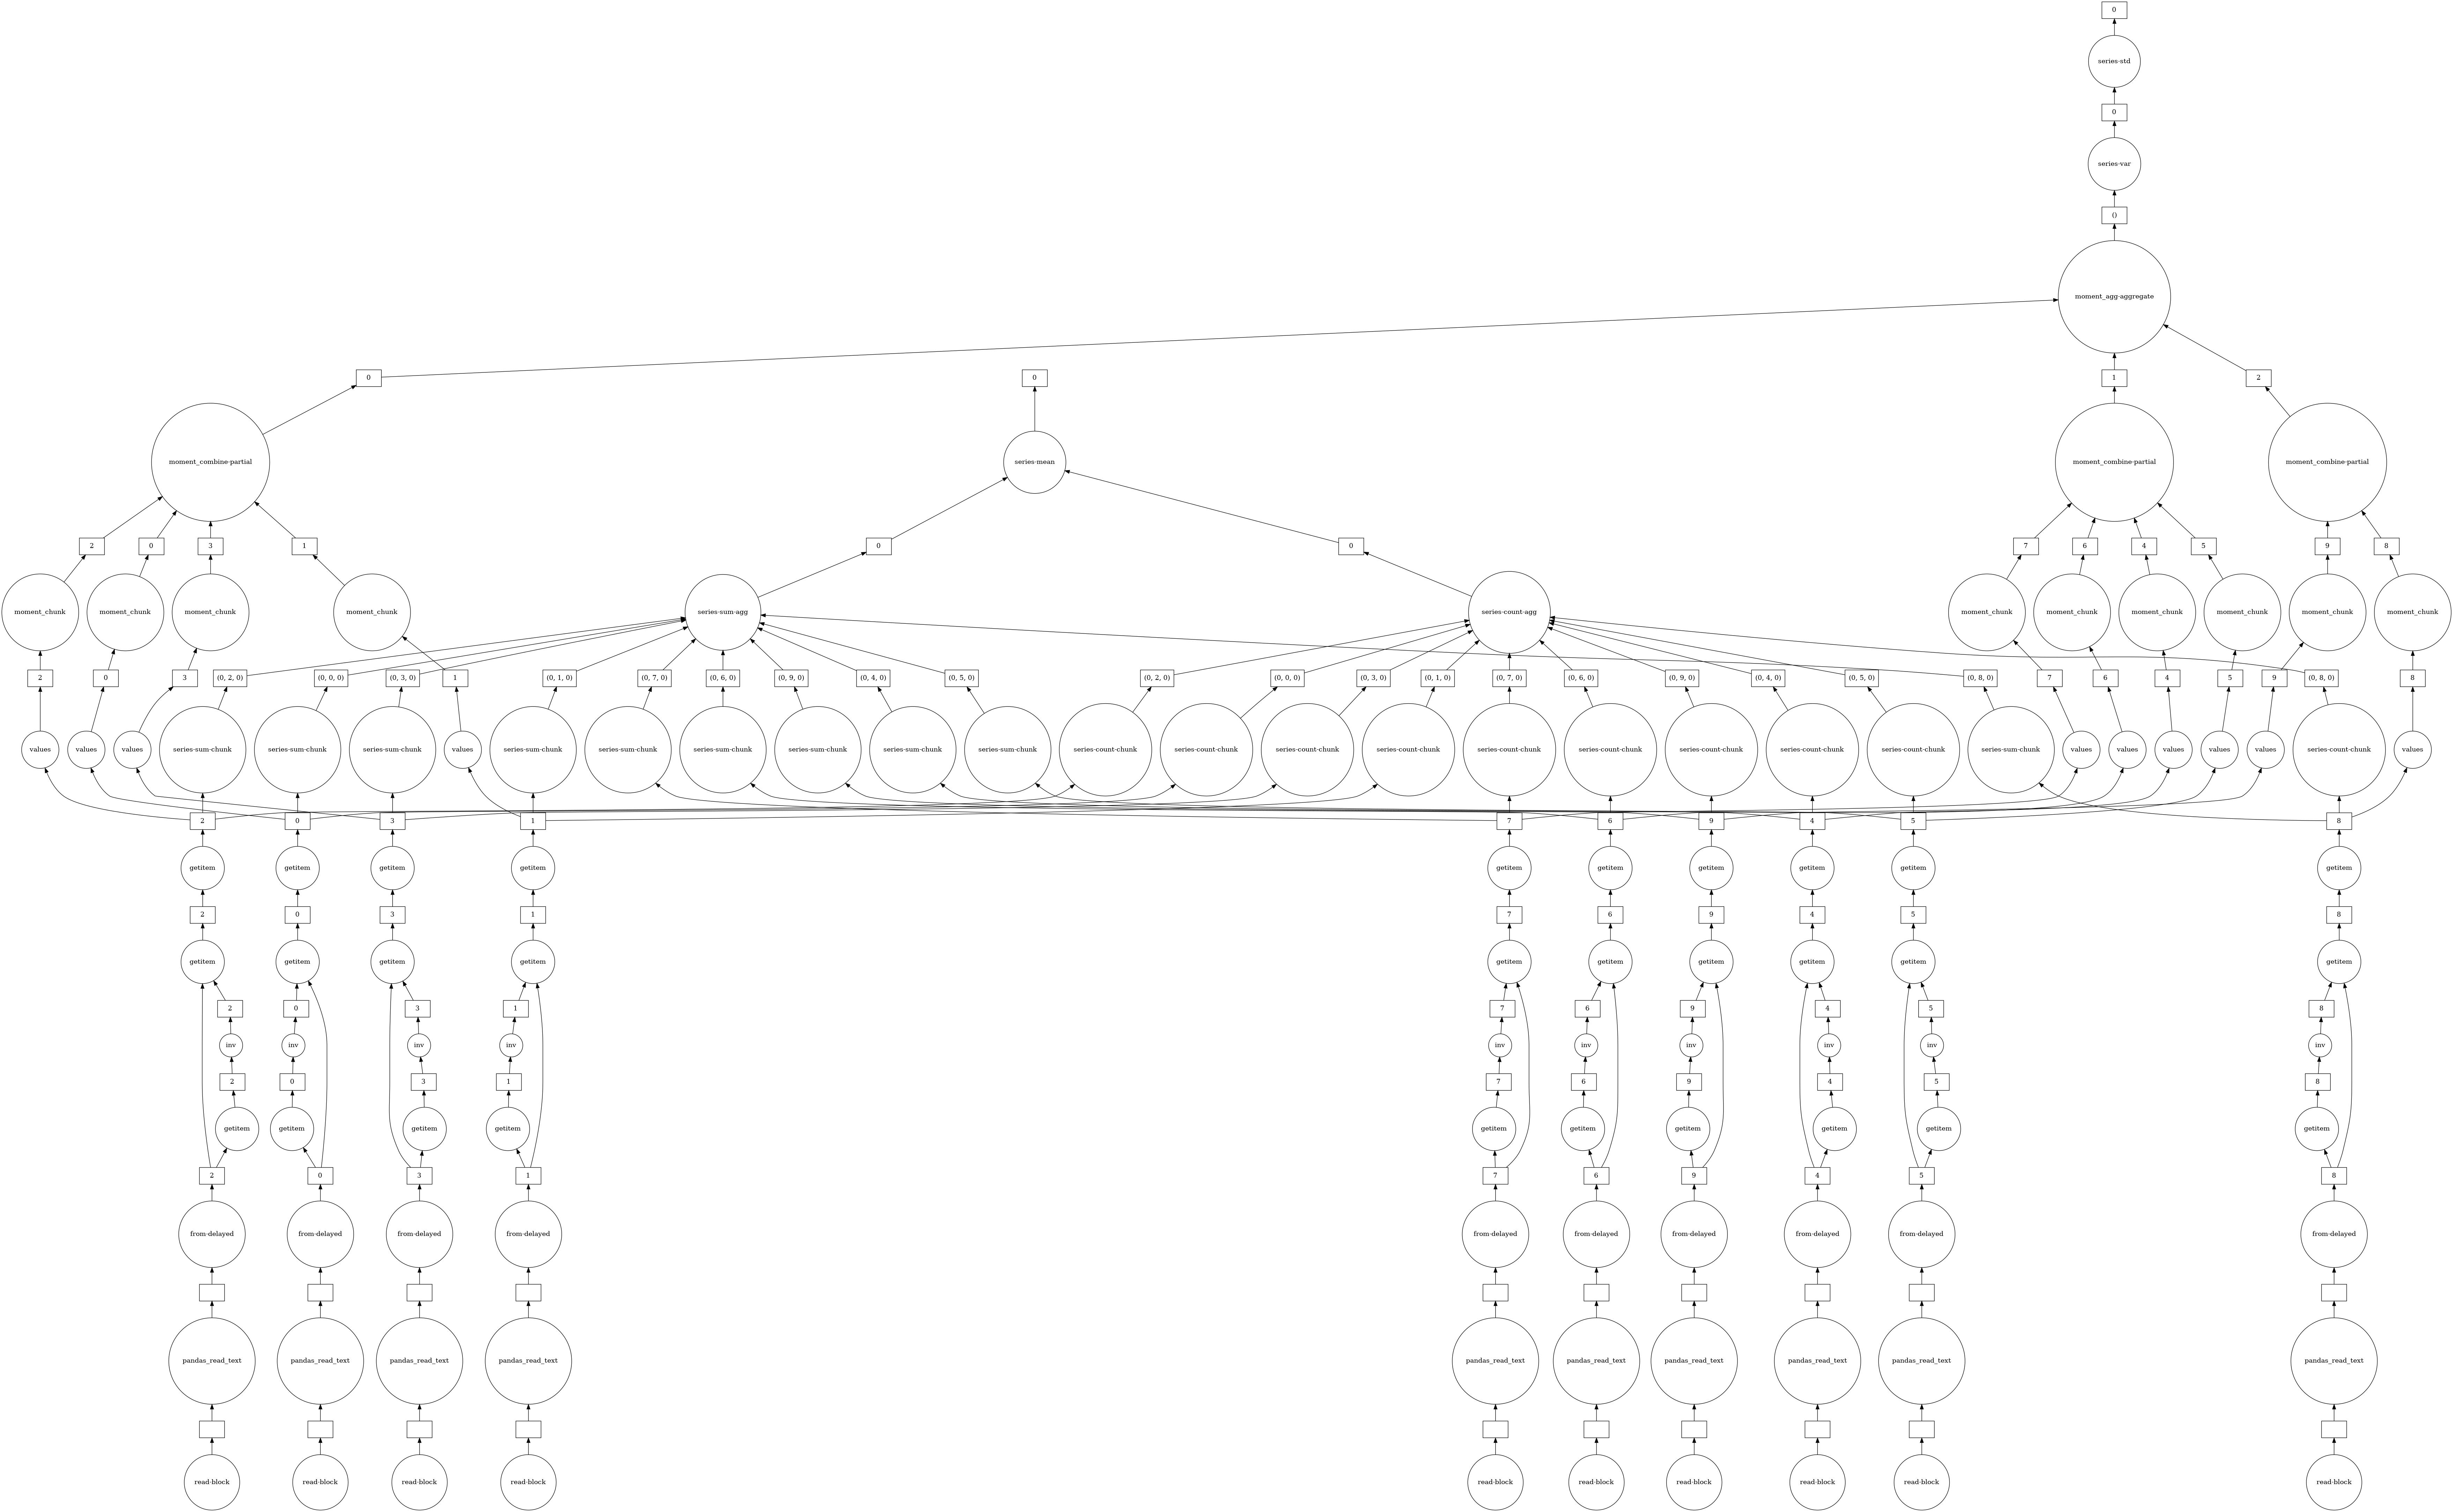 0
series-std
0
series-var
()
moment_agg-aggregate
0
0
1
2
moment_combine-partial
series-mean
moment_combine-partial
moment_combine-partial
2
0
3
1
0
0
7
6
4
5
9
8
moment_chunk
moment_chunk
moment_chunk
moment_chunk
series-sum-agg
series-count-agg
moment_chunk
moment_chunk
moment_chunk
moment_chunk
moment_chunk
moment_chunk
2
0
3
(0, 2, 0)
(0, 0, 0)
(0, 3, 0)
1
(0, 1, 0)
(0, 7, 0)
(0, 6, 0)
(0, 9, 0)
(0, 4, 0)
(0, 5, 0)
(0, 2, 0)
(0, 0, 0)
(0, 3, 0)
(0, 1, 0)
(0, 7, 0)
(0, 6, 0)
(0, 9, 0)
(0, 4, 0)
(0, 5, 0)
(0, 8, 0)
7
6
4
5
9
(0, 8, 0)
8
values
values
values
series-sum-chunk
series-sum-chunk
series-sum-chunk
values
series-sum-chunk
series-sum-chunk
series-sum-chunk
series-sum-chunk
series-sum-chunk
series-sum-chunk
series-count-chunk
series-count-chunk
series-count-chunk
series-count-chunk
series-count-chunk
series-count-chunk
series-count-chunk
series-count-chunk
series-count-chunk
series-sum-chunk
values
values
values
values
values
series-count-chunk
values
2
0
3
1
7
6
9
4
5
8
getitem
getitem
getitem
getitem
getitem
getitem
getitem
getitem
getitem
getitem
2
0
3
1
7
6
9
4
5
8
getitem
getitem
getitem
getitem
getitem
getitem
getitem
getitem
getitem
getitem
2
0
3
1
7
6
9
4
5
8
inv
inv
inv
inv
inv
inv
inv
inv
inv
inv
2
0
3
1
7
6
9
4
5
8
getitem
getitem
getitem
getitem
getitem
getitem
getitem
getitem
getitem
getitem
2
0
3
1
7
6
9
4
5
8
from-delayed
from-delayed
from-delayed
from-delayed
from-delayed
from-delayed
from-delayed
from-delayed
from-delayed
from-delayed
pandas_read_text
pandas_read_text
pandas_read_text
pandas_read_text
pandas_read_text
pandas_read_text
pandas_read_text
pandas_read_text
pandas_read_text
pandas_read_text
read-block
read-block
read-block
read-block
read-block
read-block
read-block
read-block
read-block
read-block